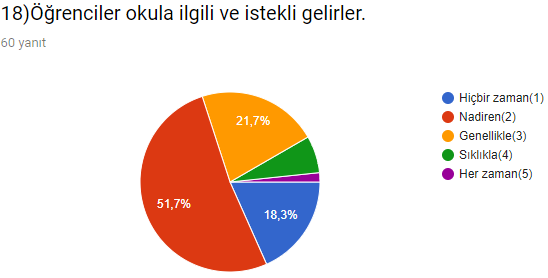 18)Öğrenciler okula ilgili ve istekli gelirler.
60 yanıt
Hiçbir zaman(1)
Nadiren(2)
Genellikle(3)
Sıklıkla(4)
Her zaman(5)
21,7%
51,7%
18,3%